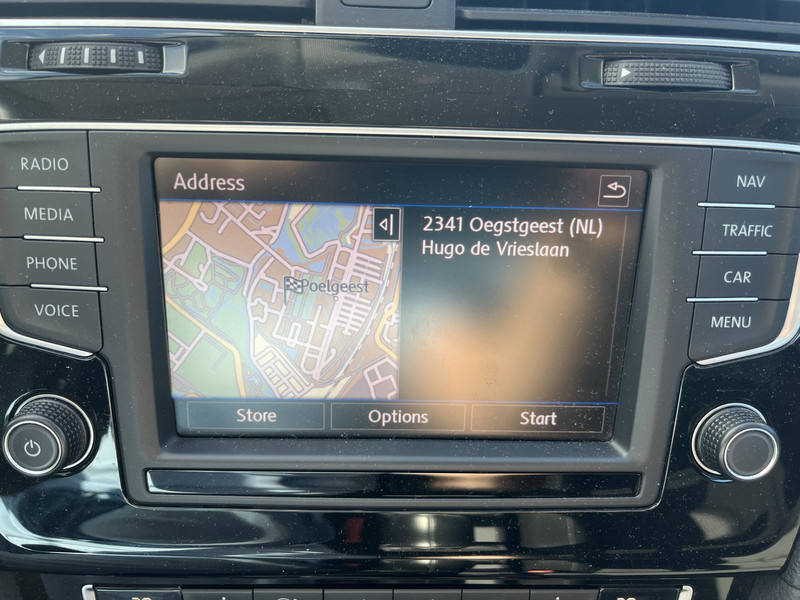 RADIO
MEDIA
PHONE
VOICE
Address
2341 Oegstgeest (NL)
Hugo de Vrieslaan
Poelgeest
Store
Options
Start
NAV
TRAFFIC
CAR
MENU